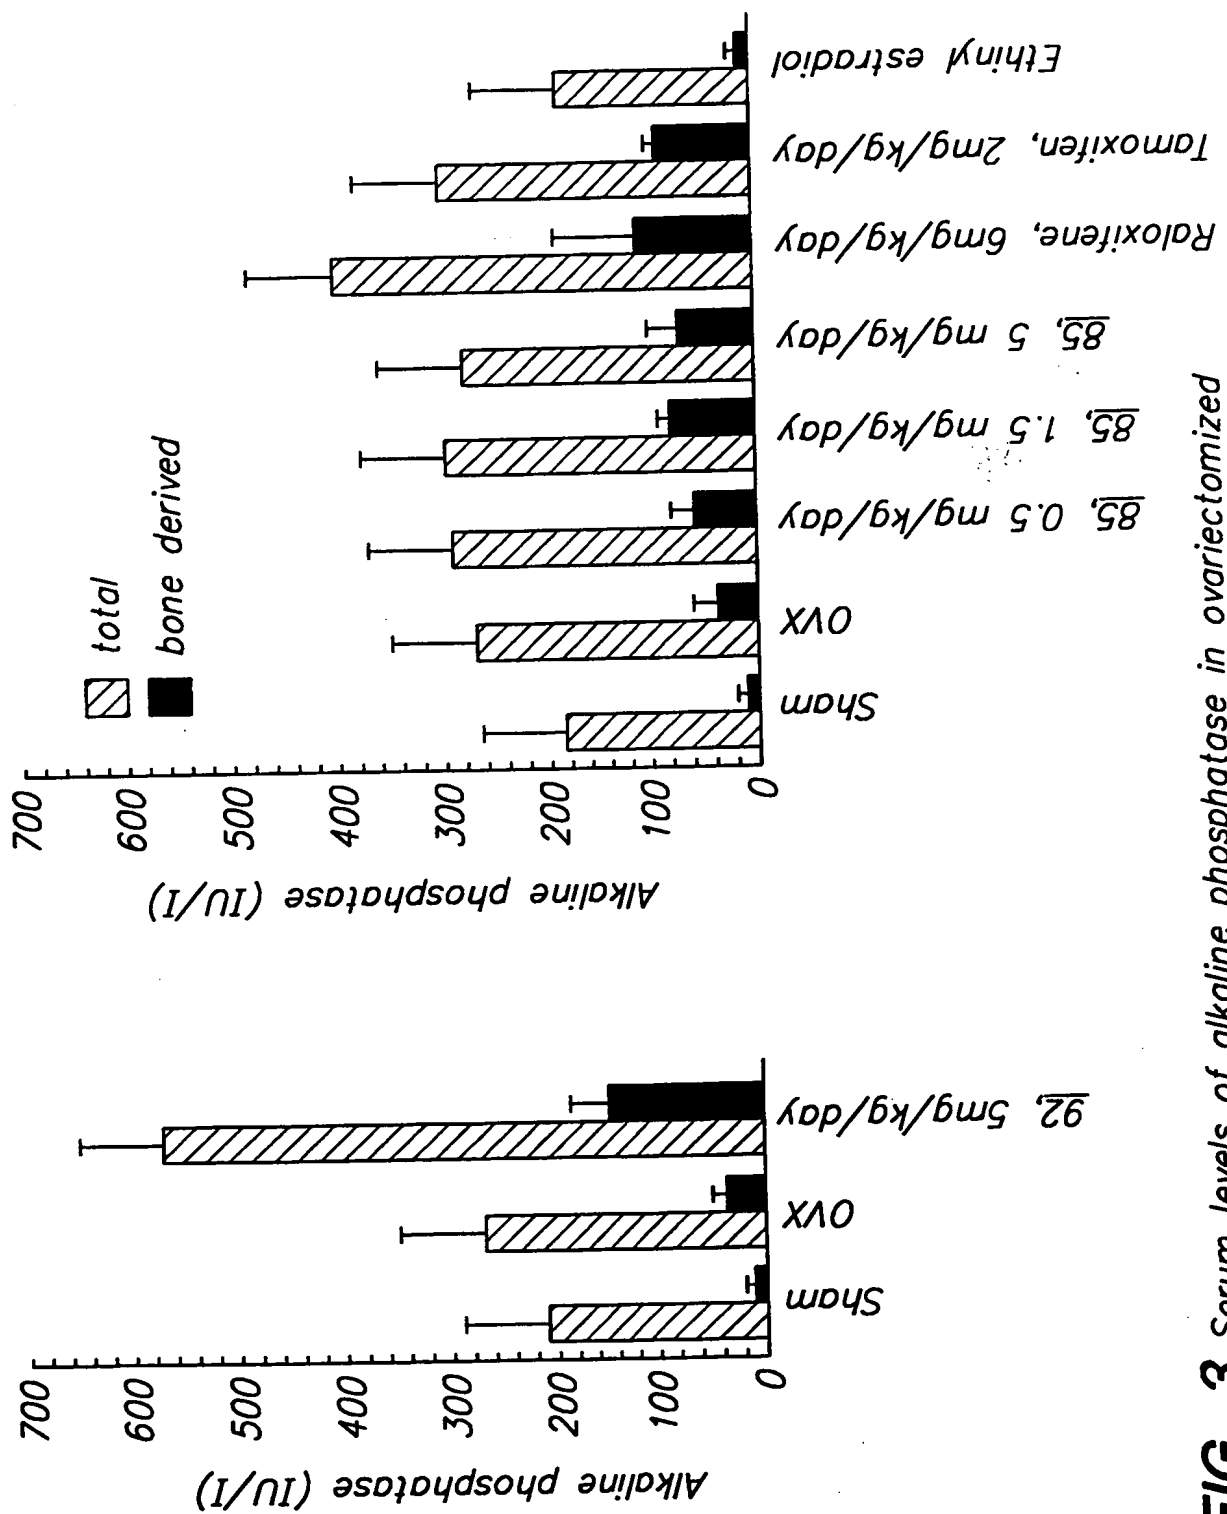 700
600
500
400
300
200
100
0
Alkaline phosphatase (IU/I)
Sham
OVX
92, 5mg/kg/day
total
bone derived
700
600
500
400
300
200
100
0
Alkaline phosphatase (IU/I)
Sham
OVX
85, 0.5 mg/kg/day
85, 1.5 mg/kg/day
85, 5 mg/kg/day
Raloxifene, 6mg/kg/day
Tamoxifen, 2mg/kg/day
Ethinyl estradiol
FIG. 3 Serum levels of alkaline phosphatase in ovariectomized